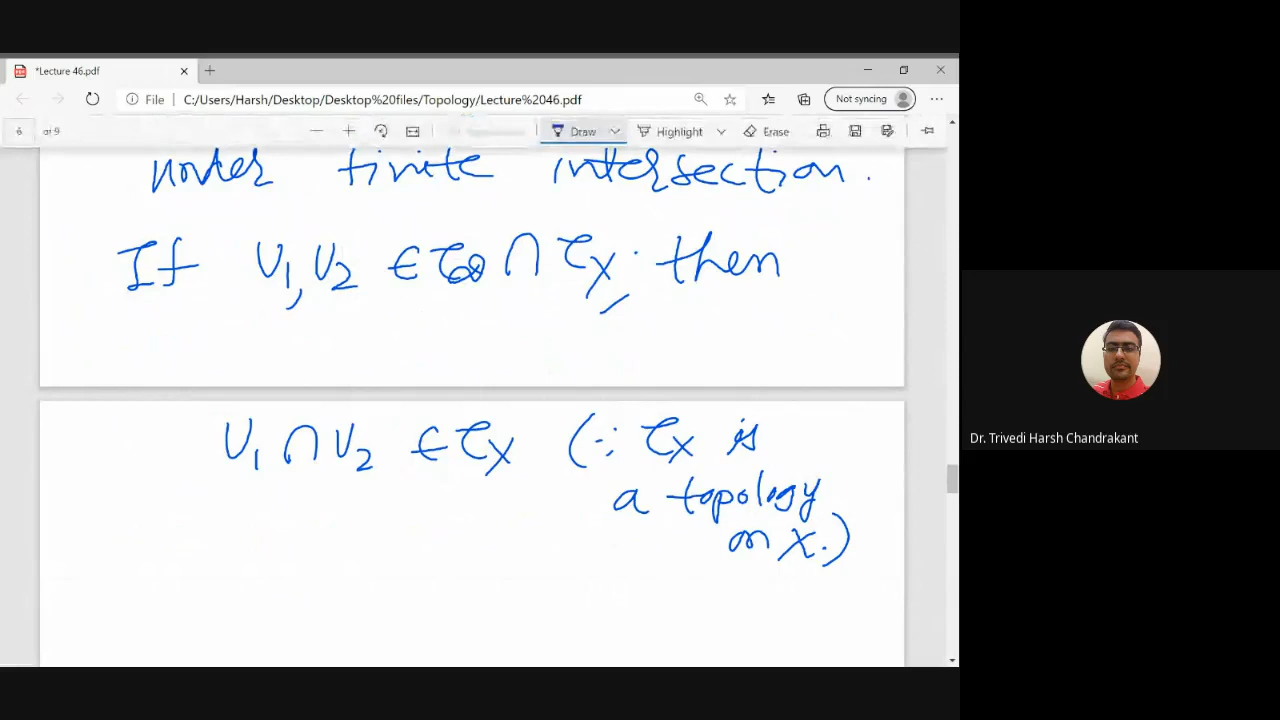 *Lecture 46.pdf
File | C:/Users/Harsh/Desktop/Desktop%20files/Topology/Lecture%2046.pdf
Not syncing
6 of 9
Draw
Highlight
Erase
under finite intersection.
If U₁, U₂ ∈ τ∞ ∩ τX, then
U₁ ∩ U₂ ∈ τX (∵ τX is
a topology
on X.)
Dr. Trivedi Harsh Chandrakant